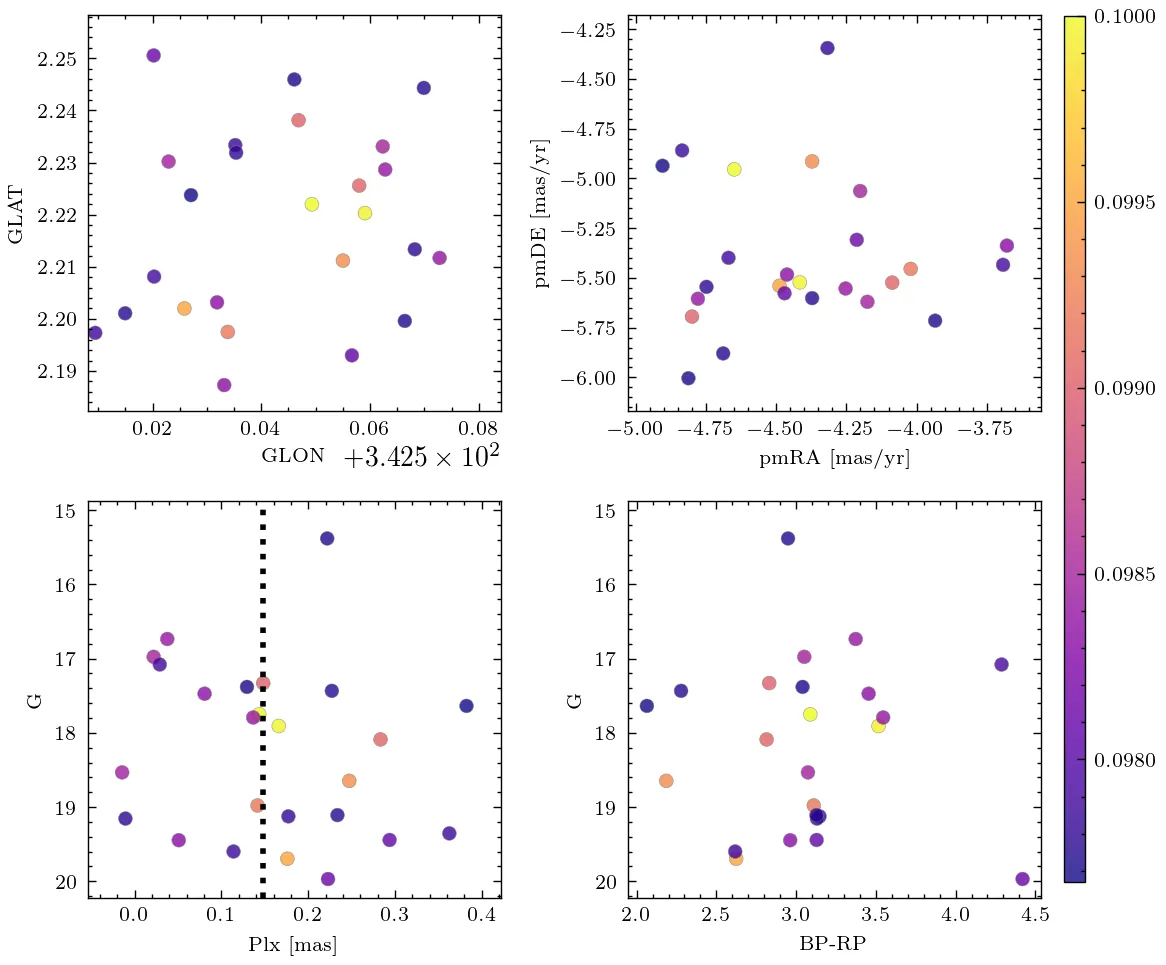 2.25
2.24
2.23
2.22
2.21
2.20
2.19
GLAT
0.02 0.04 0.06 0.08
GLON +3.425 × 10²
−4.25
−4.50
−4.75
−5.00
−5.25
−5.50
−5.75
−6.00
pmDE [mas/yr]
−5.00 −4.75 −4.50 −4.25 −4.00 −3.75
pmRA [mas/yr]
15
16
17
18
19
20
G
0.0 0.1 0.2 0.3 0.4
Plx [mas]
15
16
17
18
19
20
G
2.0 2.5 3.0 3.5 4.0 4.5
BP-RP
0.1000
0.0995
0.0990
0.0985
0.0980